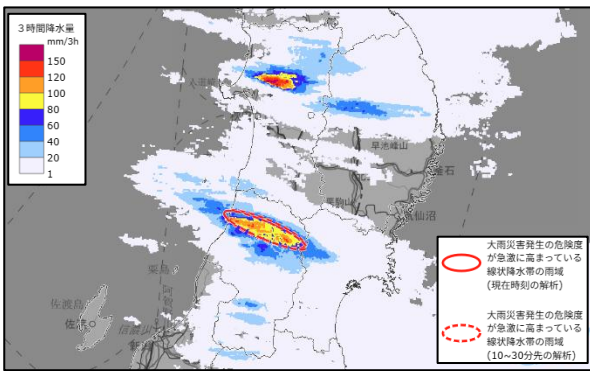 3時間降水量
mm/3h
150
120
100
80
60
40
20
1
早池峰山
釜石
栗駒山
気仙沼
粟島
佐渡島
佐渡
大雨災害発生の危険度
が急激に高まっている
線状降水帯の雨域
(現在時刻の解析)
大雨災害発生の危険度
が急激に高まっている
線状降水帯の雨域
(10~30分先の解析)